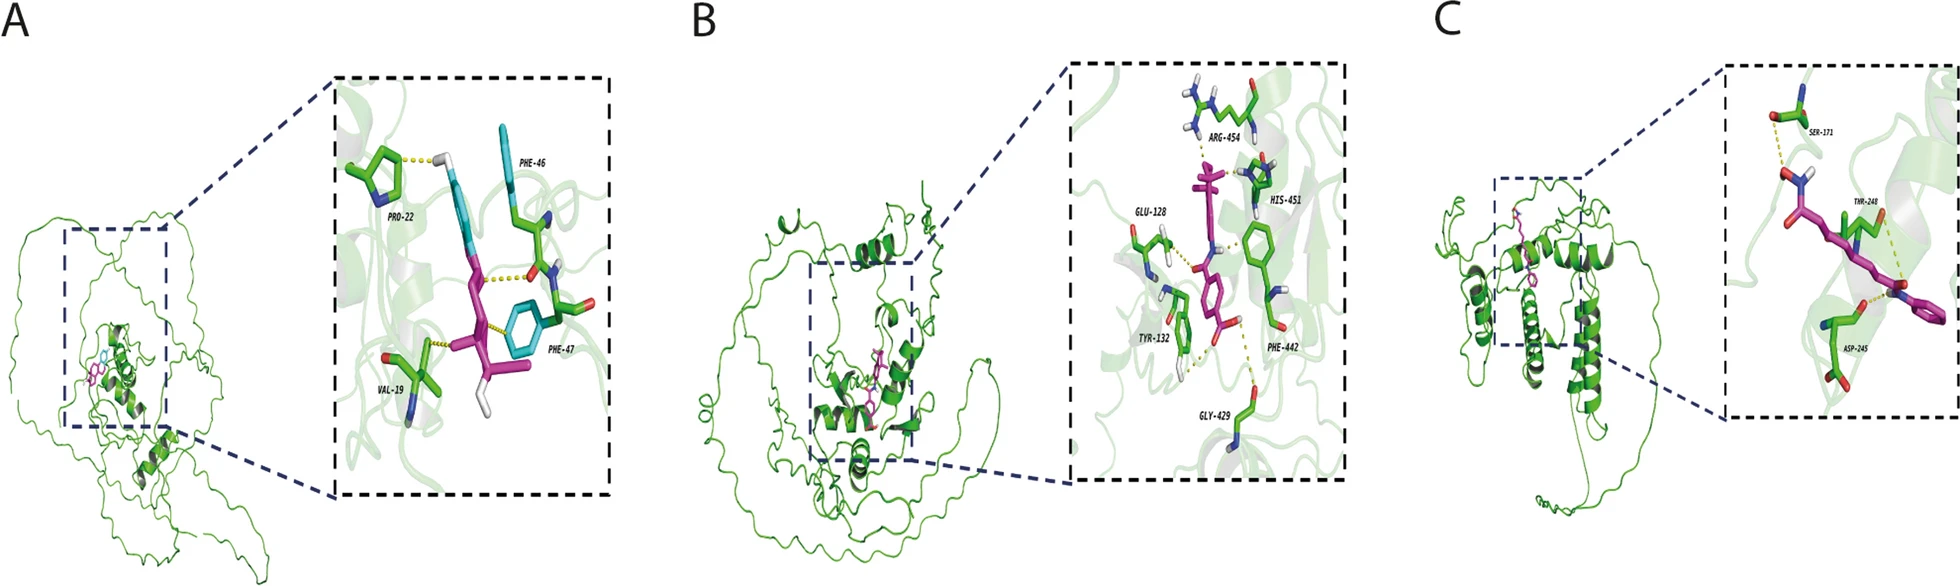 A
PHE-46
PRO-22
PHE-47
VAL-19
B
ARG-454
HIS-451
GLU-128
TYR-132
PHE-442
GLY-429
C
SER-171
THR-248
ASP-245